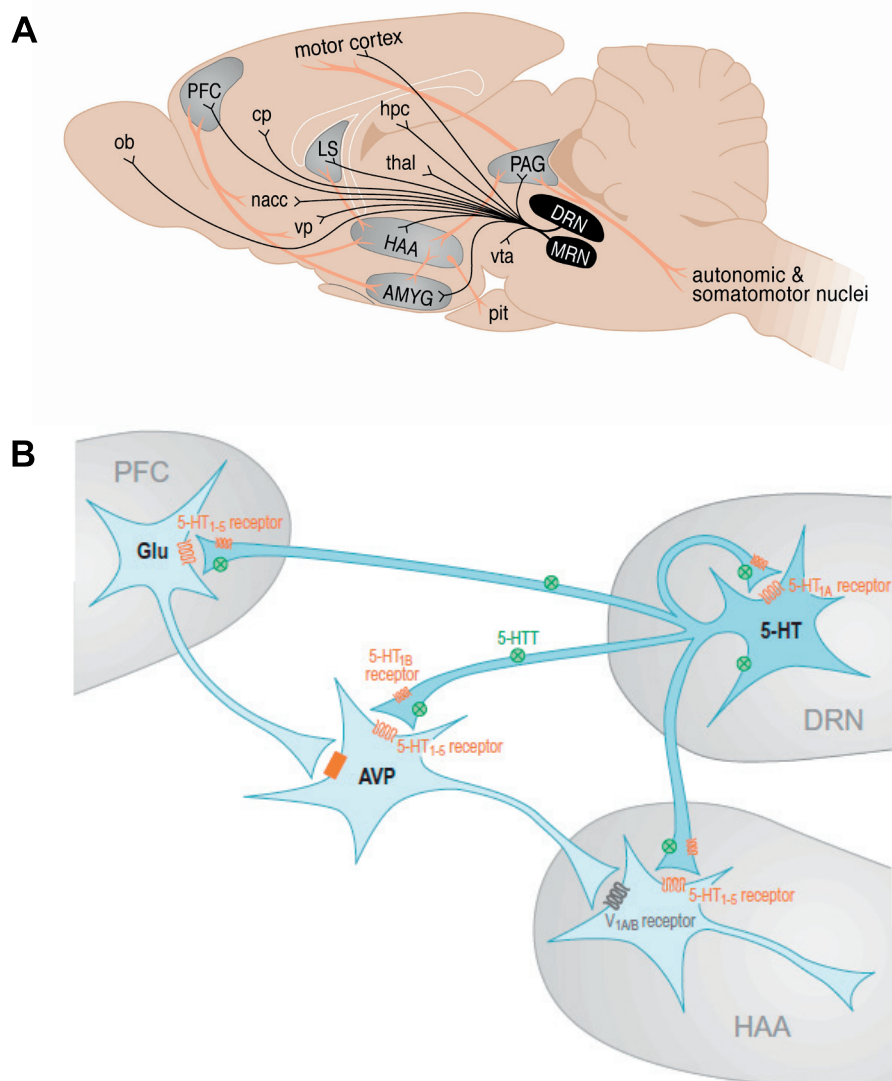 A
motor cortex
PFC
cp
hpc
ob
LS
thal
PAG
nacc
DRN
vp
HAA
vta
MRN
AMYG
pit
autonomic &
somatomotor nuclei
B
PFC
5-HT1-5 receptor
Glu
5-HT1A receptor
5-HT
5-HTT
5-HT1B
receptor
5-HT1-5 receptor
AVP
DRN
5-HT1-5 receptor
V1A/B receptor
HAA